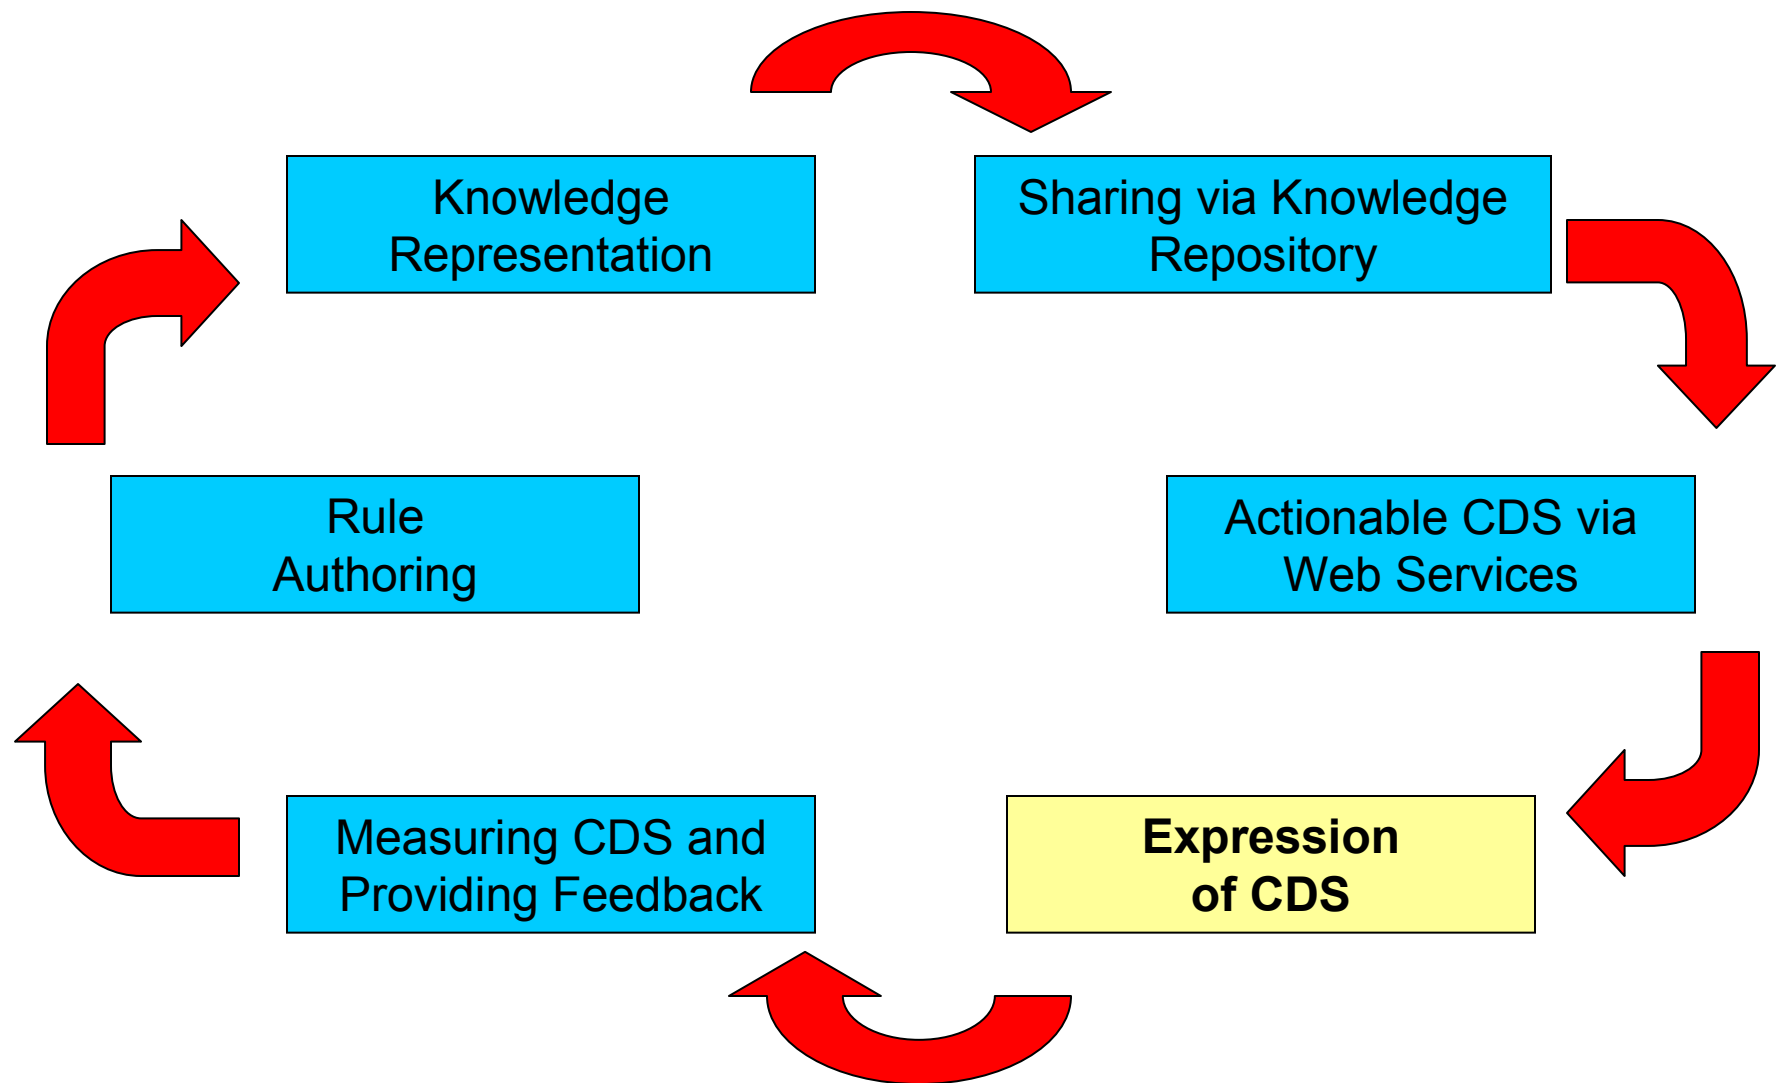 Knowledge
Representation
Sharing via Knowledge
Repository
Rule
Authoring
Actionable CDS via
Web Services
Measuring CDS and
Providing Feedback
Expression
of CDS